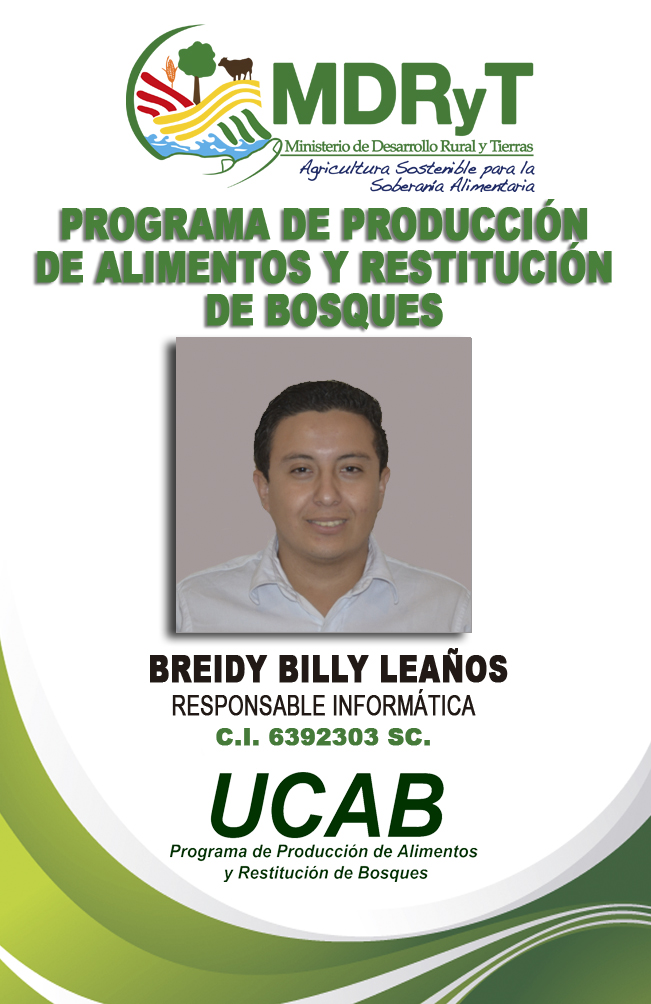 MDRyT
Ministerio de Desarrollo Rural y Tierras
Agricultura Sostenible para la
Soberanía Alimentaria
PROGRAMA DE PRODUCCIÓN
DE ALIMENTOS Y RESTITUCIÓN
DE BOSQUES
BREIDY BILLY LEAÑOS
RESPONSABLE INFORMÁTICA
C.I. 6392303 SC.
UCAB
Programa de Producción de Alimentos
y Restitución de Bosques